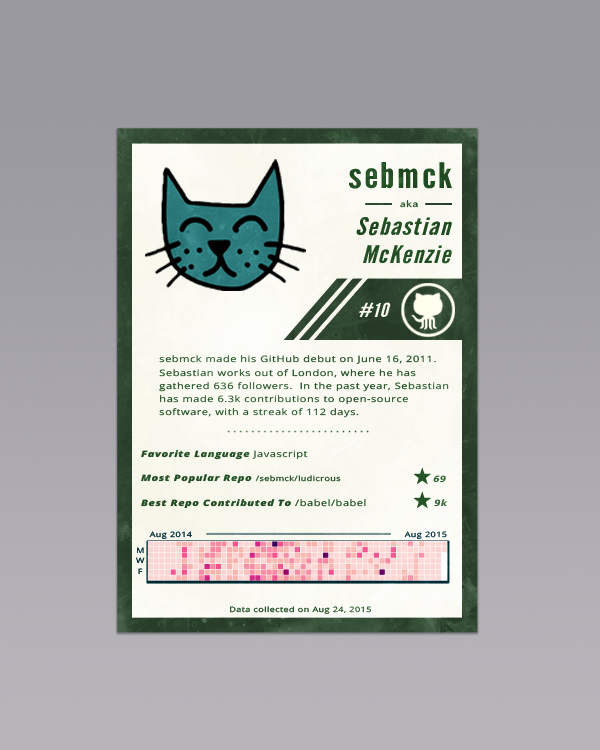 sebmck
aka
Sebastian
McKenzie
#10
sebmck made his GitHub debut on June 16, 2011.
Sebastian works out of London, where he has
gathered 636 followers. In the past year, Sebastian
has made 6.3k contributions to open-source
software, with a streak of 112 days.
Favorite Language Javascript
Most Popular Repo /sebmck/ludicrous ★ 69
Best Repo Contributed To /babel/babel ★ 9k
Aug 2014 Aug 2015
M
W
F
Data collected on Aug 24, 2015